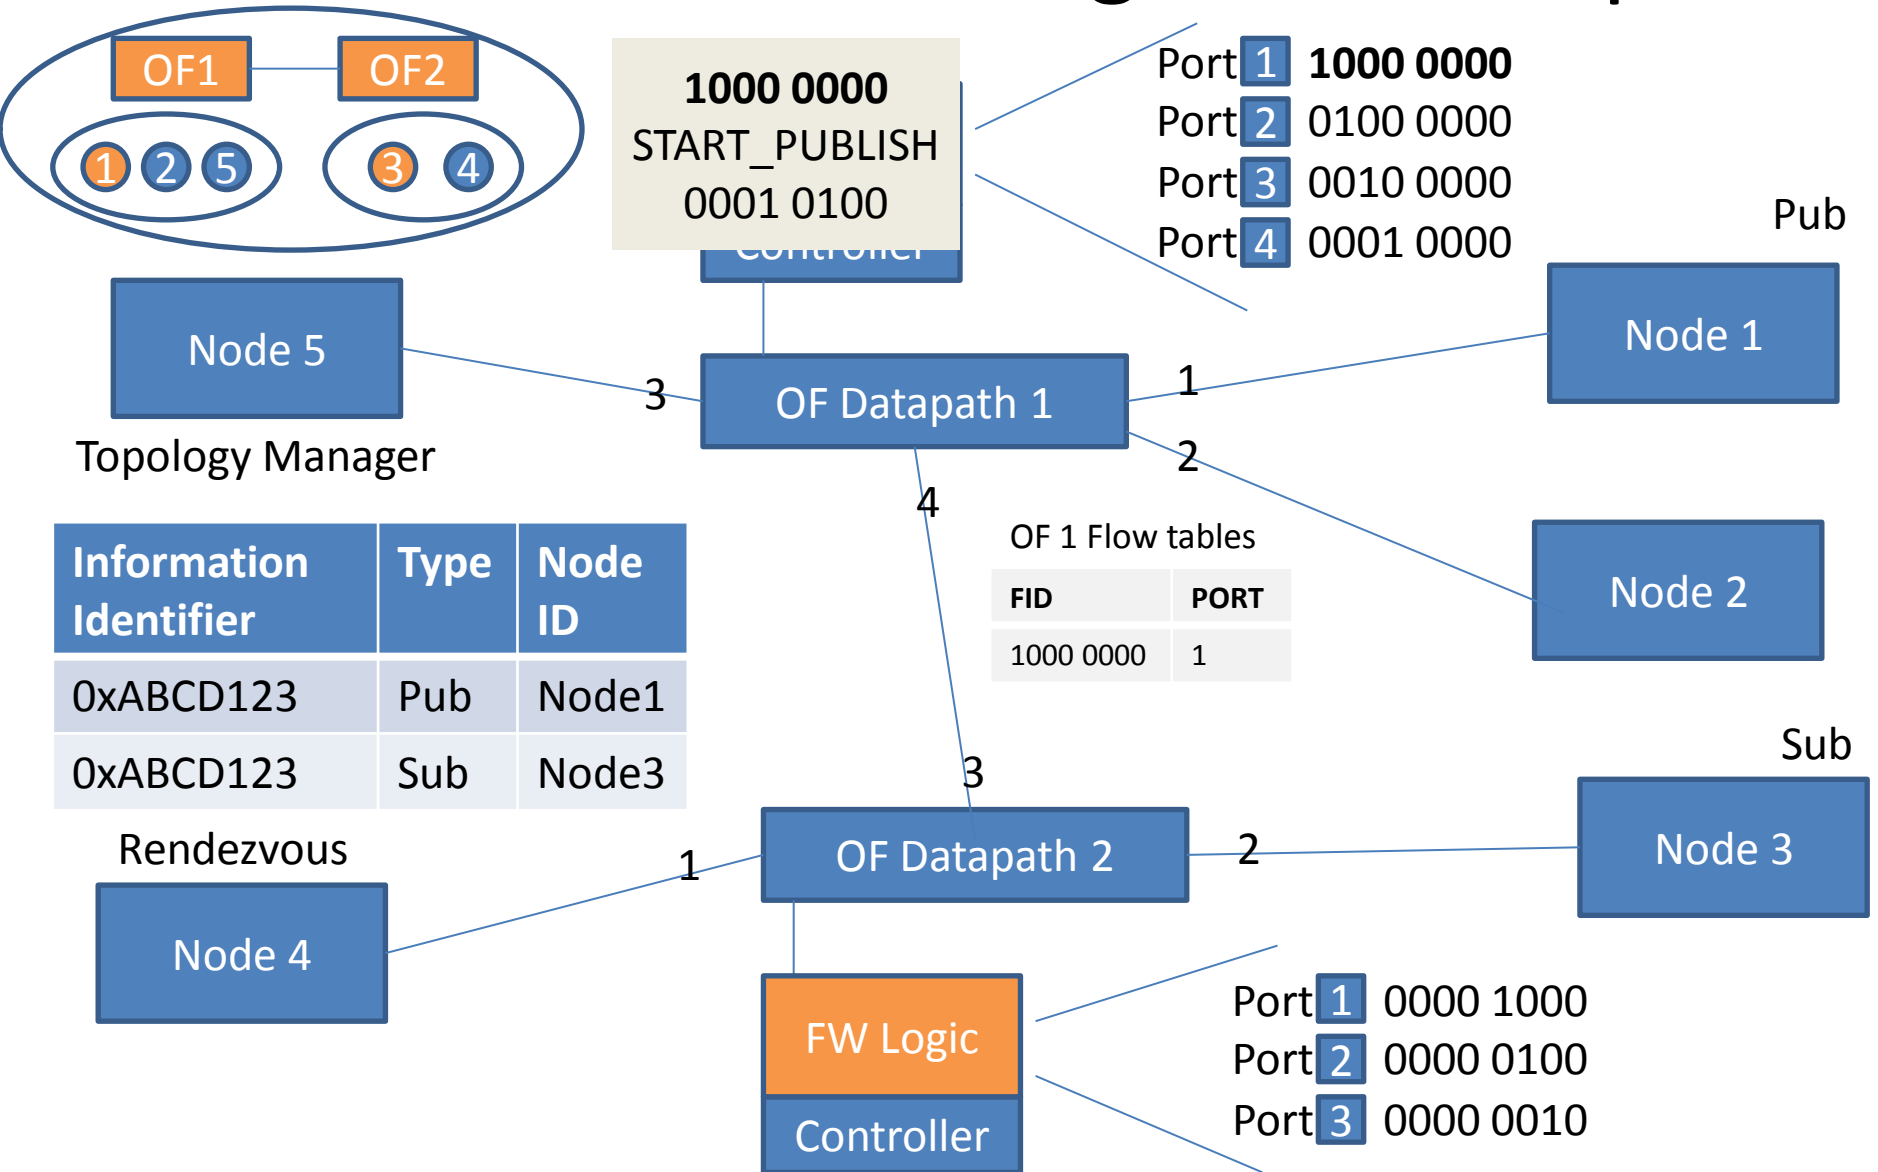 OF1
OF2
1
2
5
3
4
1000 0000
START_PUBLISH
0001 0100
Controller
Port 1 1000 0000
Port 2 0100 0000
Port 3 0010 0000
Port 4 0001 0000
Pub
Node 5
Node 1
3
OF Datapath 1
1
2
4
Topology Manager
Node 2
OF 1 Flow tables
FID PORT
1000 0000 1
Information Type Node
Identifier ID
0xABCD123 Pub Node1
0xABCD123 Sub Node3
Sub
3
Rendezvous
1
OF Datapath 2
2
Node 3
Node 4
FW Logic
Controller
Port 1 0000 1000
Port 2 0000 0100
Port 3 0000 0010